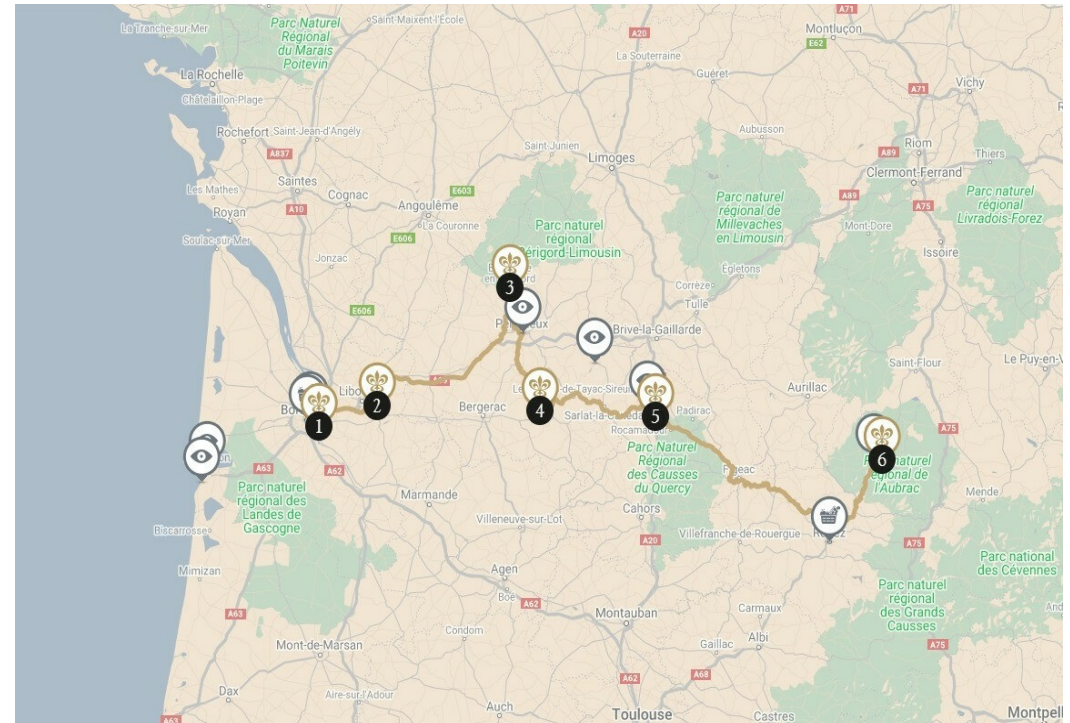 A71
Saint-Maixent-l'École
La Tranche-sur-Mer
Parc Naturel
Régional
du Marais
Poitevin
A20
Montluçon
E62
La Souterraine
La Rochelle
Guéret
Châtelaillon-Plage
A71
Vichy
Rochefort
Saint-Jean-d'Angély
Aubusson
A837
Saint-Junien
Limoges
A89
Riom
Thiers
Clermont-Ferrand
Les Mathes
Saintes
Cognac
E603
Parc naturel
régional de
Millevaches
en Limousin
A89
Parc naturel
régional
Livradois-Forez
Royan
A10
Angoulême
La Couronne
A75
Mont-Dore
Soulac-sur-Mer
E606
Parc naturel
régional
Périgord-Limousin
Issoire
Jonzac
Égletons
3
Corrèze
Tulle
E606
Brive-la-Gaillarde
Saint-Flour
Le Puy-en-V
Aurillac
2
1
4
5
6
Bergerac
Padirac
Rocamadour
A75
A63
A62
Parc Naturel
Régional
des Causses
du Quercy
Figeac
Parc naturel
régional des
Landes de
Gascogne
Marmande
Mende
Cahors
Biscarrosse
Villeneuve-sur-Lot
A20
Villefranche-de-Rouergue
A75
Mimizan
Agen
Boé
Parc national
des Cévennes
A63
A62
Montauban
Carmaux
Parc naturel
régional
des Grands
Causses
Mont-de-Marsan
Condom
Gaillac
Albi
A75
Dax
Aire-sur-l'Adour
A62
A68
Auch
Toulouse
Castres
Montpell
A63